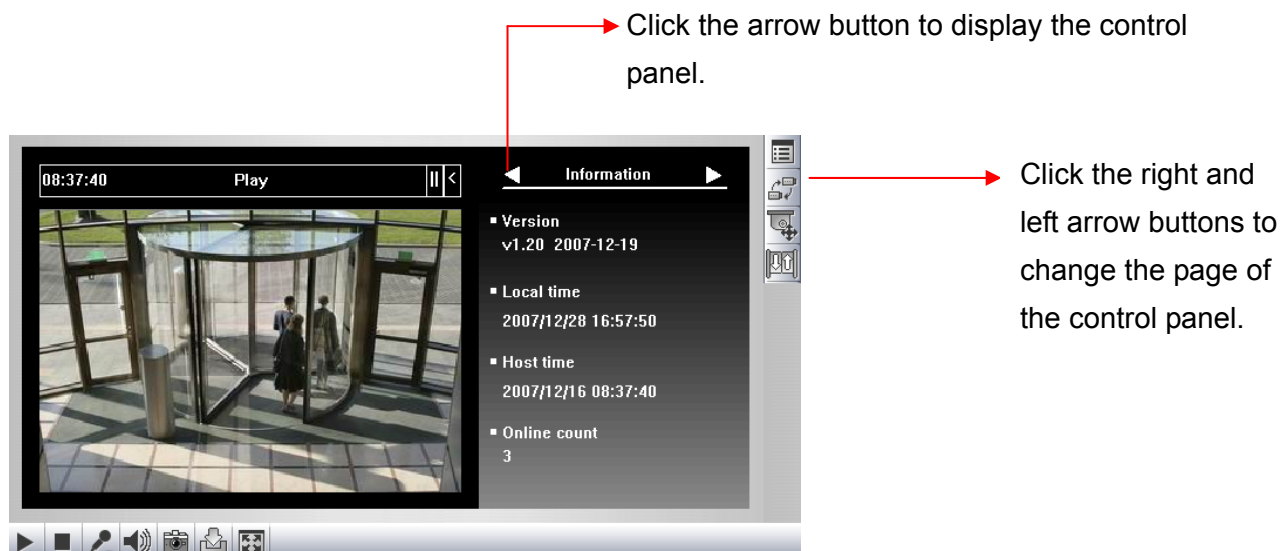 Click the arrow button to display the control
panel.
08:37:40 Play
Information
Version
v1.20 2007-12-19
Local time
2007/12/28 16:57:50
Host time
2007/12/16 08:37:40
Online count
3
Click the right and
left arrow buttons to
change the page of
the control panel.